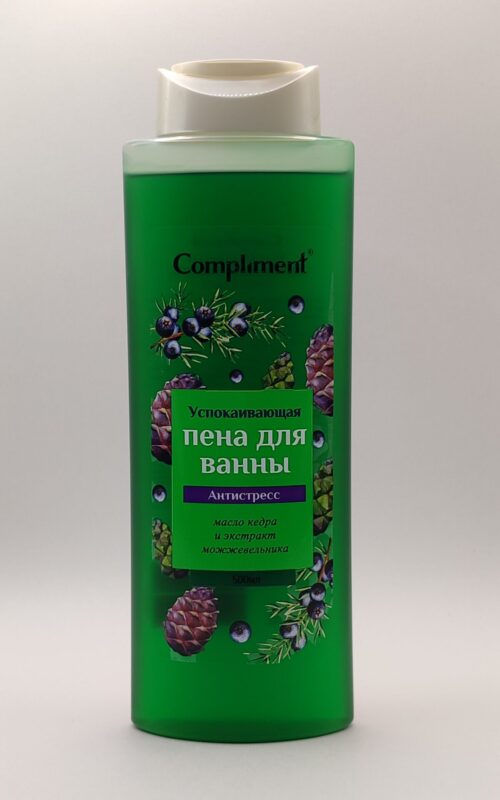 Compliment®
Успокаивающая
пена для
ванны
Антистресс
масло кедра
и экстракт
можжевельника
500мл